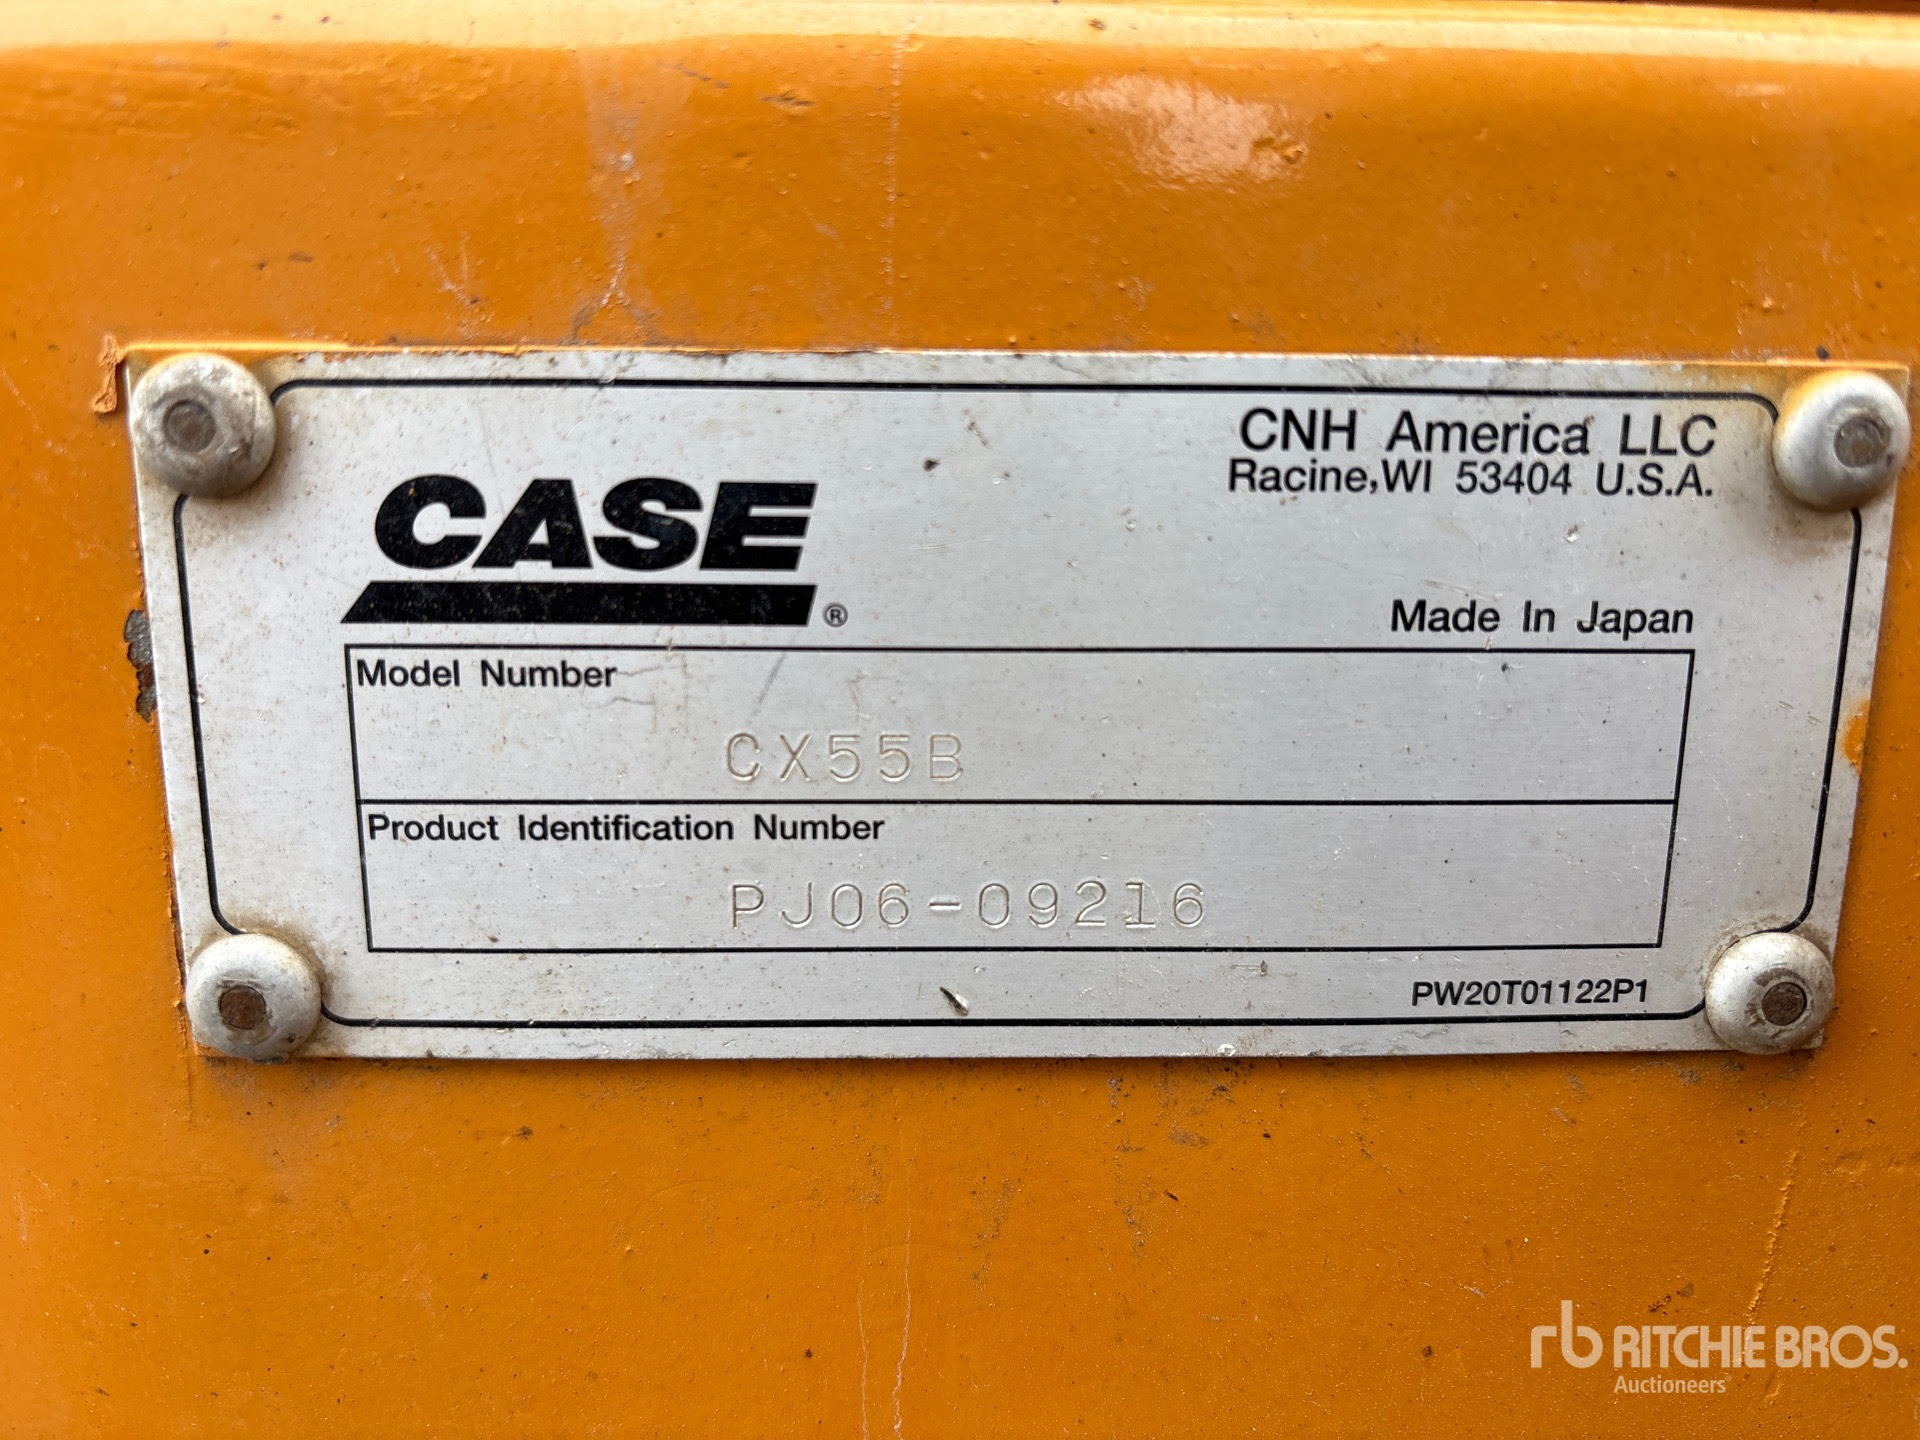 CASE®
CNH America LLC
Racine, WI 53404 U.S.A.
Made In Japan
Model Number
CX55B
Product Identification Number
PJ06-09216
PW20T01122P1
rb RITCHIE BROS.
Auctioneers